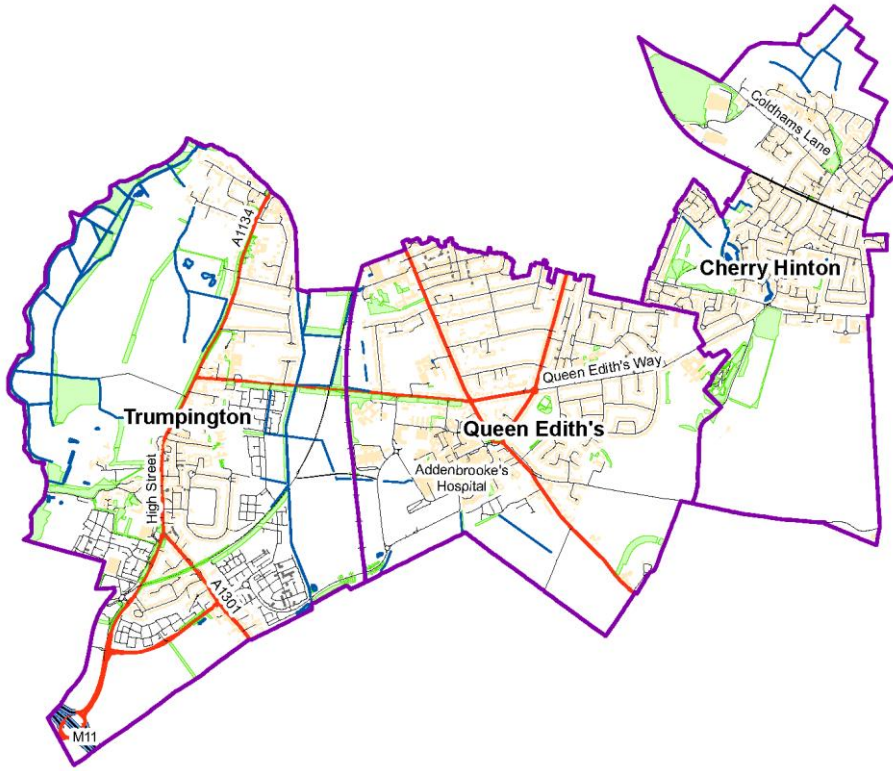 Coldhams Lane
A1134
Cherry Hinton
Queen Edith's Way
Trumpington
Queen Edith's
Addenbrooke's
Hospital
High Street
A1301
M11